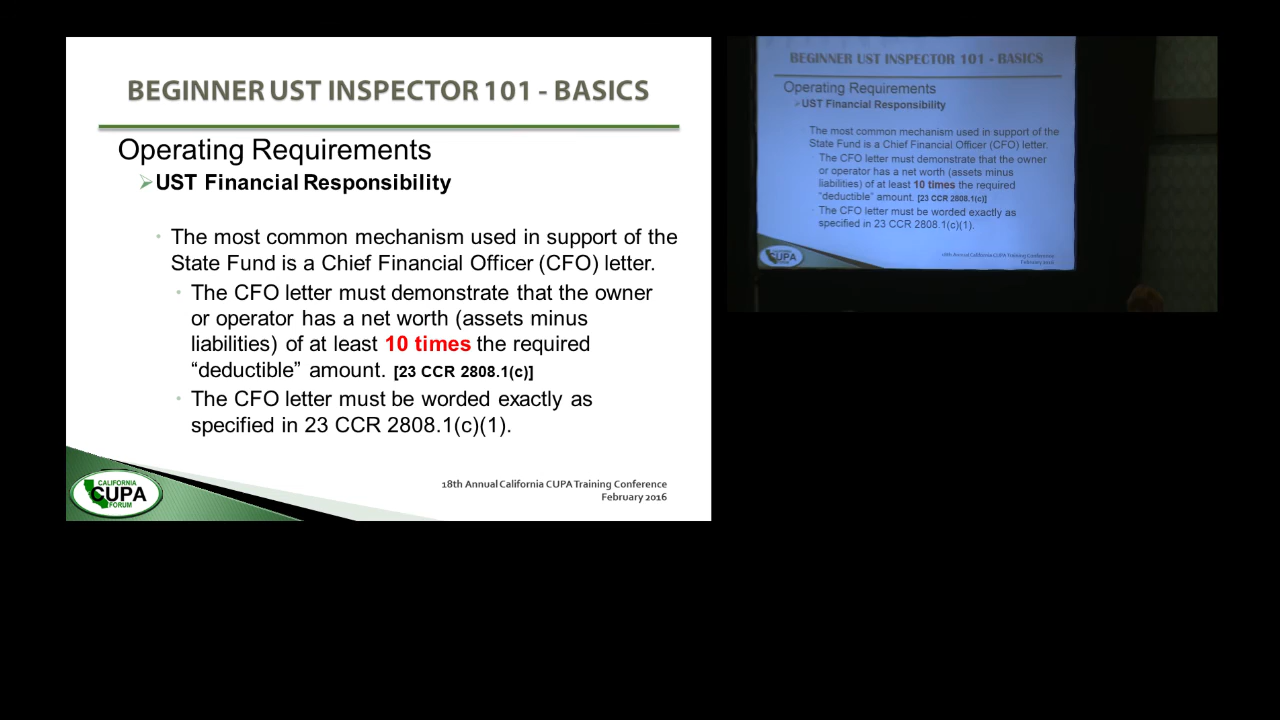 BEGINNER UST INSPECTOR 101 - BASICS
Operating Requirements
UST Financial Responsibility
The most common mechanism used in support of the
State Fund is a Chief Financial Officer (CFO) letter.
The CFO letter must demonstrate that the owner
or operator has a net worth (assets minus
liabilities) of at least 10 times the required
“deductible” amount. [23 CCR 2808.1(c)]
The CFO letter must be worded exactly as
specified in 23 CCR 2808.1(c)(1).
CALIFORNIA
CUPA
FORUM
18th Annual California CUPA Training Conference
February 2016
BEGINNER UST INSPECTOR 101 - BASICS
Operating Requirements
UST Financial Responsibility
The most common mechanism used in support of the
State Fund is a Chief Financial Officer (CFO) letter.
The CFO letter must demonstrate that the owner
or operator has a net worth (assets minus
liabilities) of at least 10 times the required
“deductible” amount. [23 CCR 2808.1(c)]
The CFO letter must be worded exactly as
specified in 23 CCR 2808.1(c)(1).
CUPA
18th Annual California CUPA Training Conference
February 2016